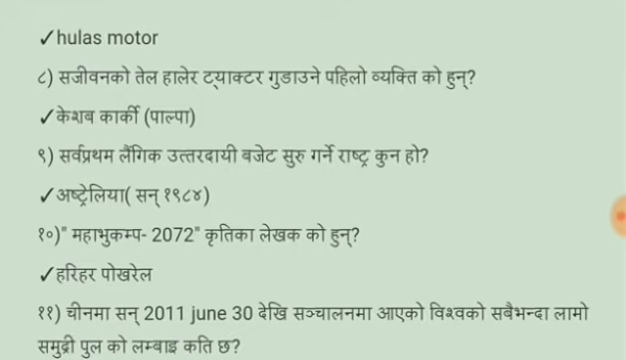 ✓hulas motor
८) सजीवनको तेल हालेर ट्याक्टर गुडाउने पहिलो व्यक्ति को हुन्?
✓केशब कार्की (पाल्पा)
९) सर्वप्रथम लैंगिक उत्तरदायी बजेट सुरु गर्ने राष्ट्र कुन हो?
✓अष्ट्रेलिया( सन् १९८४)
१०)" महाभुकम्प- 2072" कृतिका लेखक को हुन्?
✓हरिहर पोखरेल
११) चीनमा सन् 2011 june 30 देखि सञ्चालनमा आएको विश्वको सबैभन्दा लामो
समुद्री पुल को लम्बाइ कति छ?